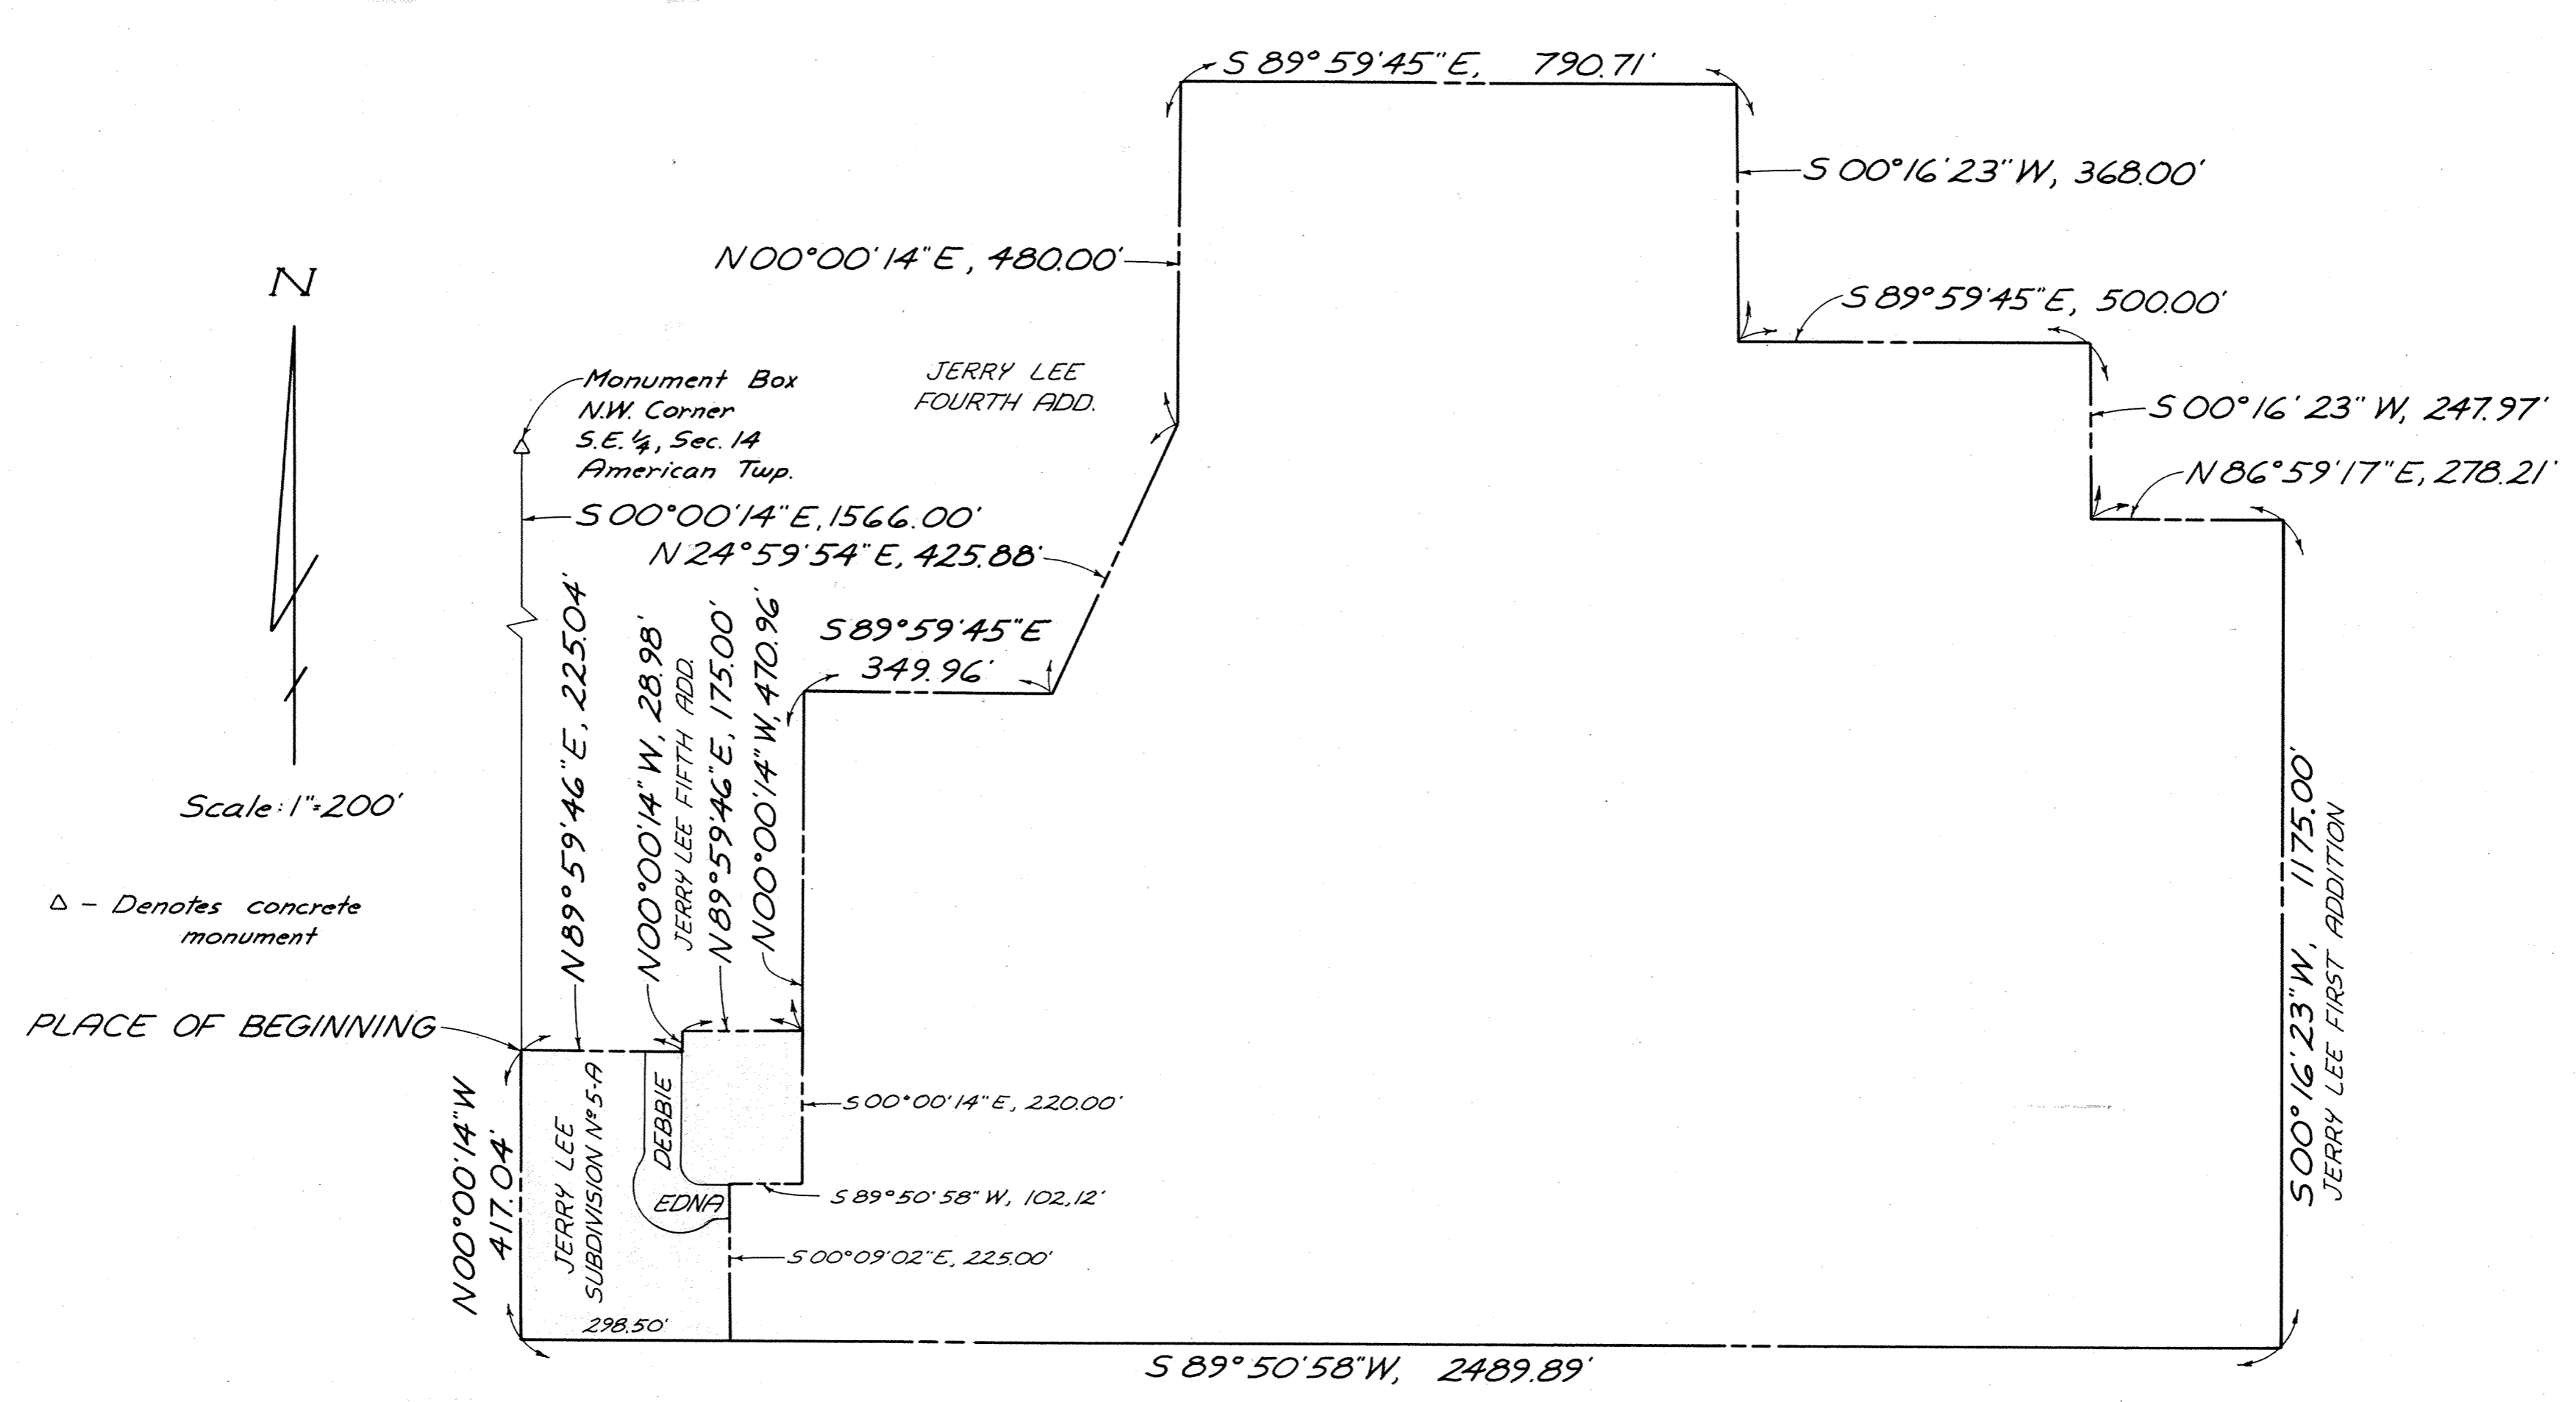 S 89°59'45"E, 790.71'
S 00°16'23"W, 368.00'
N 00°00'14"E, 480.00'
N
S 89°59'45"E, 500.00'
Monument Box
N.W. Corner
S.E. 1/4, Sec. 14
American Twp.
JERRY LEE
FOURTH ADD.
S 00°16'23"W, 247.97'
N 86°59'17"E, 278.21'
S 00°00'14"E, 1566.00'
N 24°59'54"E, 425.88'
N 89°59'46"E, 225.04'
N 00°00'14"W, 28.98'
JERRY LEE FIFTH ADD.
N 89°59'46"E, 175.00'
N 00°00'14"W, 470.96'
S 89°59'45"E
349.96'
Scale: 1"=200'
△ - Denotes concrete
monument
PLACE OF BEGINNING
S 00°16'23"W, 1175.00'
JERRY LEE FIRST ADDITION
N 00°00'14"W
417.04'
JERRY LEE
SUBDIVISION Nº 5-A
DEBBIE
EDNA
S 00°00'14"E, 220.00'
S 89°50'58"W, 102.12'
S 00°09'02"E, 225.00'
298.50'
S 89°50'58"W, 2489.89'